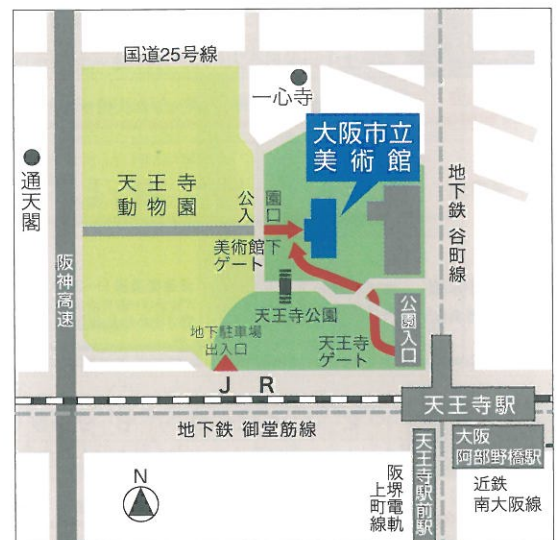 国道25号線
一心寺
大阪市立
美術館
通天閣
天王寺
動物園
公園
入口
美術館下
ゲート
地下鉄 谷町線
阪神高速
天王寺公園
地下駐車場
出入口
天王寺
ゲート
公園入口
JR
天王寺駅
地下鉄 御堂筋線
天王寺駅前駅
大阪
阿部野橋駅
阪堺電軌
上町線
近鉄
南大阪線
N